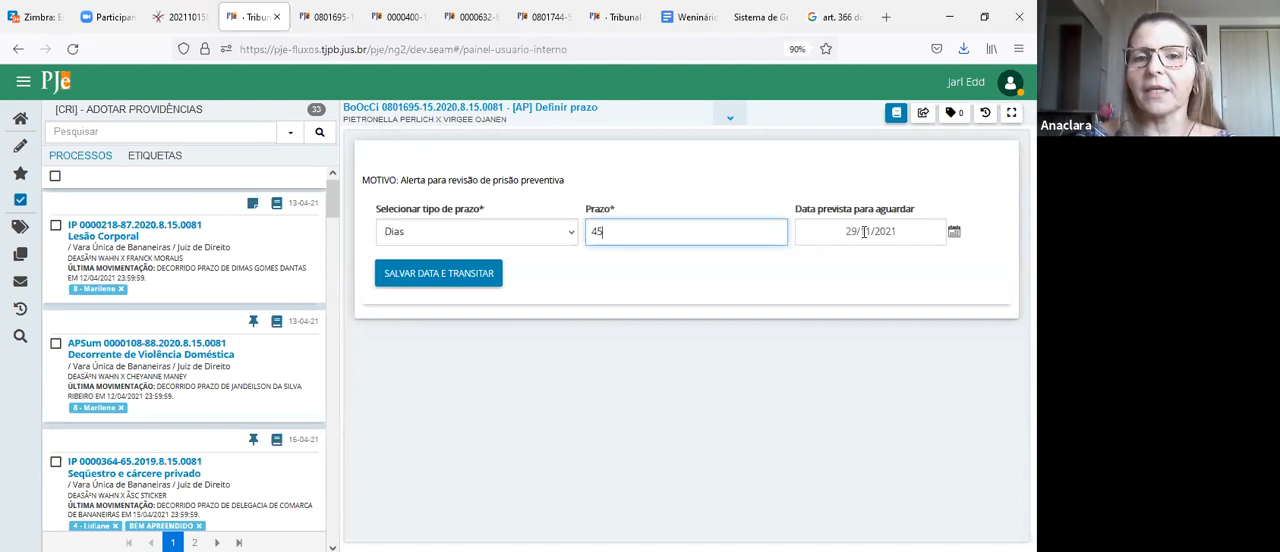 Zimbra: E
Participan
20211015
PJe - Tribun
0801695-1
0000400-1
0000632-8
0801744-5
Tribunal
Weninário
Sistema de Ge
art. 366 do
https://pje-fluxos.tjpb.jus.br/pje/ng2/dev.seam#/painel-usuario-interno
90%
PJe
Jarl Edd
[CRI] - ADOTAR PROVIDÊNCIAS
33
Pesquisar
PROCESSOS ETIQUETAS
13-04-21
IP 0000218-87.2020.8.15.0081
Lesão Corporal
/ Vara Única de Bananeiras / Juiz de Direito
DEASÃ³N WAHN X FRANCK MORALIS
ÚLTIMA MOVIMENTAÇÃO: DECORRIDO PRAZO DE DIMAS GOMES DANTAS
EM 12/04/2021 23:59:59.
8 - Marilene
13-04-21
APSum 0000108-88.2020.8.15.0081
Decorrente de Violência Doméstica
/ Vara Única de Bananeiras / Juiz de Direito
X CHEYANNE MANEY
ÚLTIMA MOVIMENTAÇÃO: DECORRIDO PRAZO DE JANDEILSON DA SILVA
RIBEIRO EM 12/04/2021 23:59:59.
8 - Marilene
16-04-21
IP 0000364-65.2019.8.15.0081
Seqüestro e cárcere privado
/ Vara Única de Bananeiras / Juiz de Direito
STICKER
ÚLTIMA MOVIMENTAÇÃO: DECORRIDO PRAZO DE DELEGACIA DE COMARCA
DE BANANEIRAS EM 15/04/2021 23:59:59.
4 - Lidiane BEM APREENDIDO
1 2
BoOcCi 0801695-15.2020.8.15.0081 - [AP] Definir prazo
PIETRONELLA PERLICH X VIRGEE OJANEN
0
MOTIVO: Alerta para revisão de prisão preventiva
Selecionar tipo de prazo* Prazo* Data prevista para aguardar
Dias 45 29/11/2021
SALVAR DATA E TRANSITAR
Anaclara